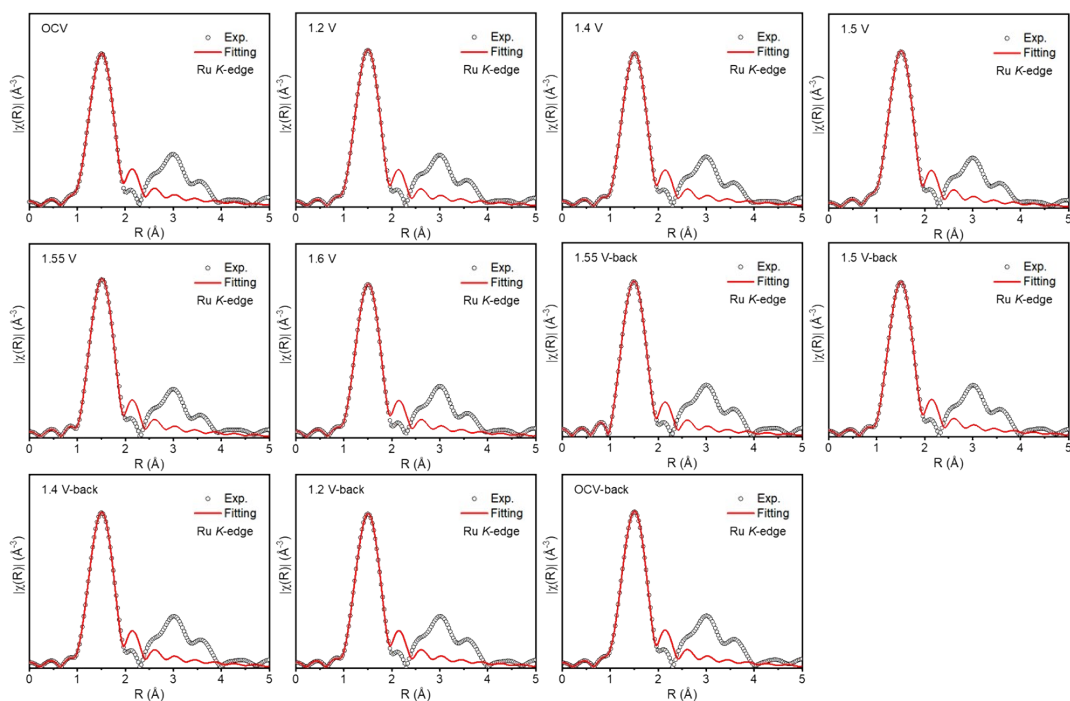 OCV
Exp.
Fitting
Ru K-edge
|χ(R)| (Å⁻³)
0 1 2 3 4 5
R (Å)
1.2 V
Exp.
Fitting
Ru K-edge
|χ(R)| (Å⁻³)
0 1 2 3 4 5
R (Å)
1.4 V
Exp.
Fitting
Ru K-edge
|χ(R)| (Å⁻³)
0 1 2 3 4 5
R (Å)
1.5 V
Exp.
Fitting
Ru K-edge
|χ(R)| (Å⁻³)
0 1 2 3 4 5
R (Å)
1.55 V
Exp.
Fitting
Ru K-edge
|χ(R)| (Å⁻³)
0 1 2 3 4 5
R (Å)
1.6 V
Exp.
Fitting
Ru K-edge
|χ(R)| (Å⁻³)
0 1 2 3 4 5
R (Å)
1.55 V-back
Exp.
Fitting
Ru K-edge
|χ(R)| (Å⁻³)
0 1 2 3 4 5
R (Å)
1.5 V-back
Exp.
Fitting
Ru K-edge
|χ(R)| (Å⁻³)
0 1 2 3 4 5
R (Å)
1.4 V-back
Exp.
Fitting
Ru K-edge
|χ(R)| (Å⁻³)
0 1 2 3 4 5
R (Å)
1.2 V-back
Exp.
Fitting
Ru K-edge
|χ(R)| (Å⁻³)
0 1 2 3 4 5
R (Å)
OCV-back
Exp.
Fitting
Ru K-edge
|χ(R)| (Å⁻³)
0 1 2 3 4 5
R (Å)